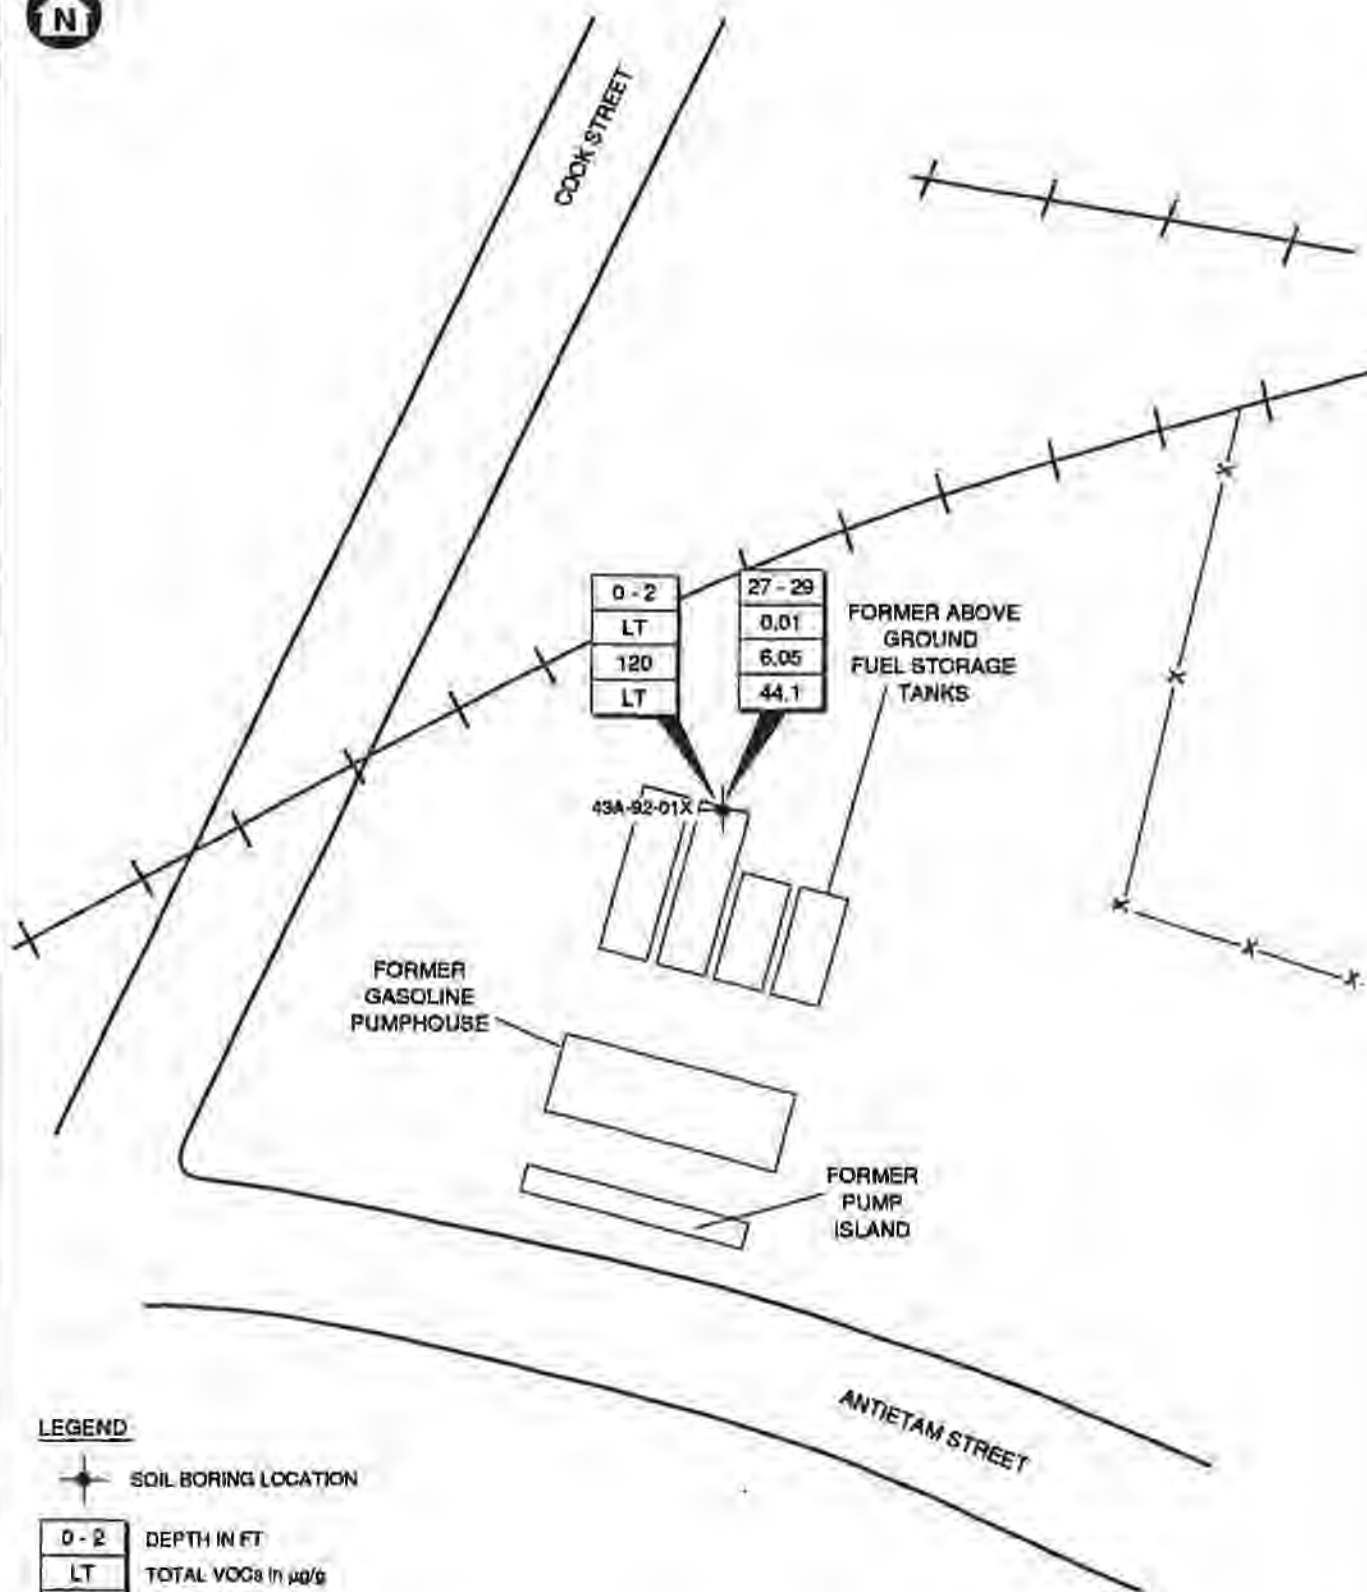 N
COOK STREET
0 - 2
LT
120
LT
27 - 29
0.01
6.05
44.1
FORMER ABOVE
GROUND
FUEL STORAGE
TANKS
43A-92-01X
FORMER
GASOLINE
PUMPHOUSE
FORMER
PUMP
ISLAND
ANTIETAM STREET
LEGEND
SOIL BORING LOCATION
0 - 2 DEPTH IN FT
LT TOTAL VOCs in µg/g